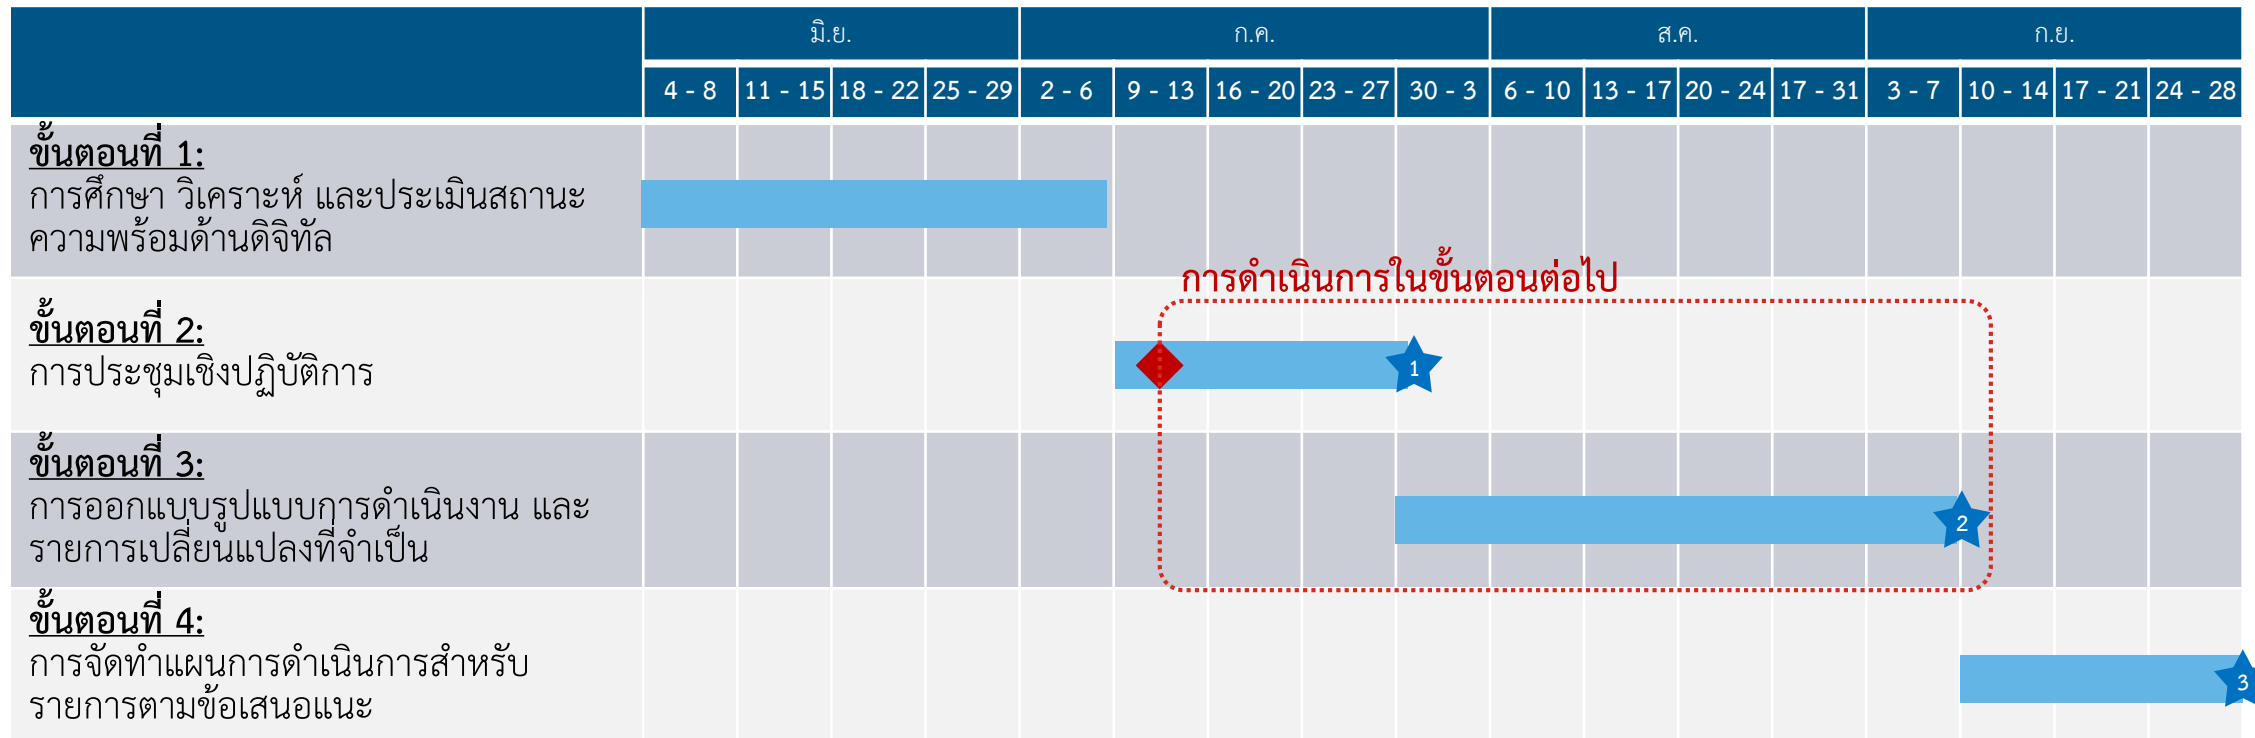 มิ.ย. ก.ค. ส.ค. ก.ย.
4 - 8 11 - 15 18 - 22 25 - 29 2 - 6 9 - 13 16 - 20 23 - 27 30 - 3 6 - 10 13 - 17 20 - 24 17 - 31 3 - 7 10 - 14 17 - 21 24 - 28
ขั้นตอนที่ 1:
การศึกษา วิเคราะห์ และประเมินสถานะ
ความพร้อมด้านดิจิทัล
การดำเนินการในขั้นตอนต่อไป
ขั้นตอนที่ 2:
การประชุมเชิงปฏิบัติการ
1
ขั้นตอนที่ 3:
การออกแบบรูปแบบการดำเนินงาน และ
รายการเปลี่ยนแปลงที่จำเป็น
2
ขั้นตอนที่ 4:
การจัดทำแผนการดำเนินการสำหรับ
รายการตามข้อเสนอแนะ
3